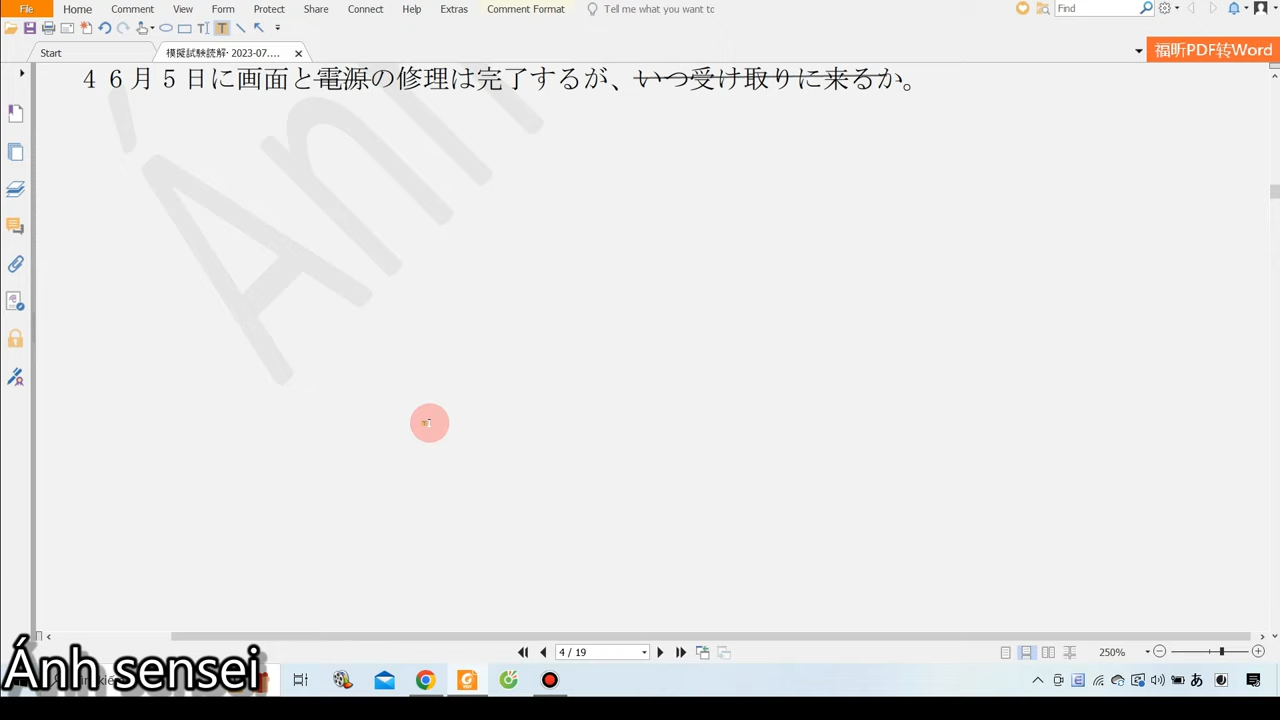 File Home Comment View Form Protect Share Connect Help Extras Comment Format Tell me what you want to Find
Start 模擬試験読解· 2023-07....
福昕PDF转Word
4 ６月５日に画面と電源の修理は完了するが、いつ受け取りに来るか。
Ánh
4 / 19
250%
Ánh sensei
あ